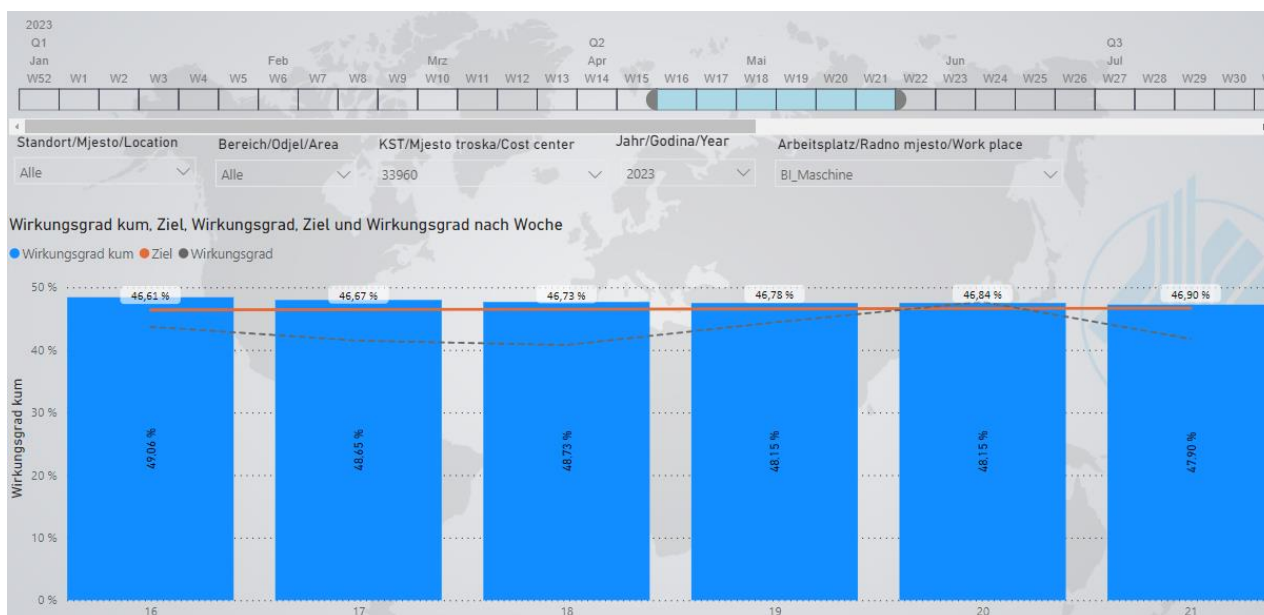 2023
Q1 Q2 Q3
Jan Feb Mrz Apr Mai Jun Jul
W52 W1 W2 W3 W4 W5 W6 W7 W8 W9 W10 W11 W12 W13 W14 W15 W16 W17 W18 W19 W20 W21 W22 W23 W24 W25 W26 W27 W28 W29 W30
Standort/Mjesto/Location Bereich/Odjel/Area KST/Mjesto troska/Cost center Jahr/Godina/Year Arbeitsplatz/Radno mjesto/Work place
Alle Alle 33960 2023 BI_Maschine
Wirkungsgrad kum, Ziel, Wirkungsgrad, Ziel und Wirkungsgrad nach Woche
Wirkungsgrad kum Ziel Wirkungsgrad
50 %
46,61 % 46,67 % 46,73 % 46,78 % 46,84 % 46,90 %
40 %
30 %
Wirkungsgrad kum
49,06 % 48,65 % 48,73 % 48,15 % 48,15 % 47,90 %
20 %
10 %
0 %
16 17 18 19 20 21